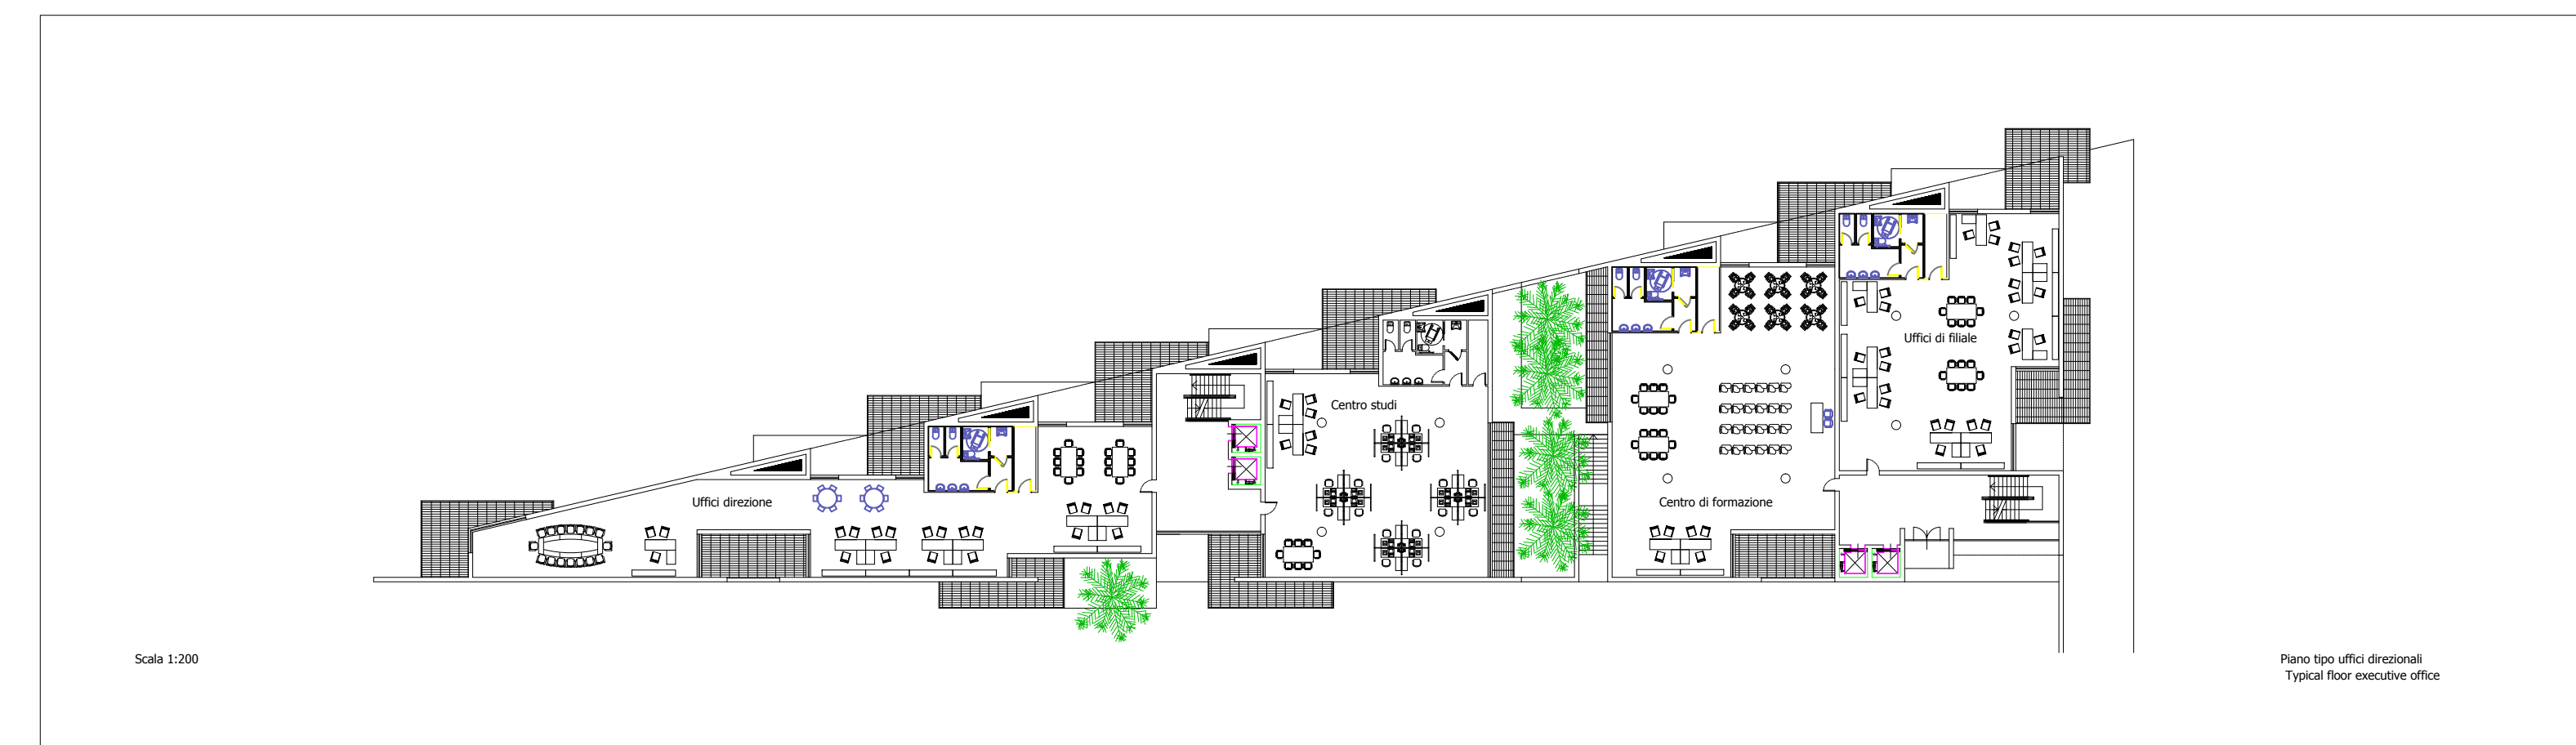 Uffici di filiale
Centro studi
Uffici direzione
Centro di formazione
Scala 1:200
Piano tipo uffici direzionali
Typical floor executive office